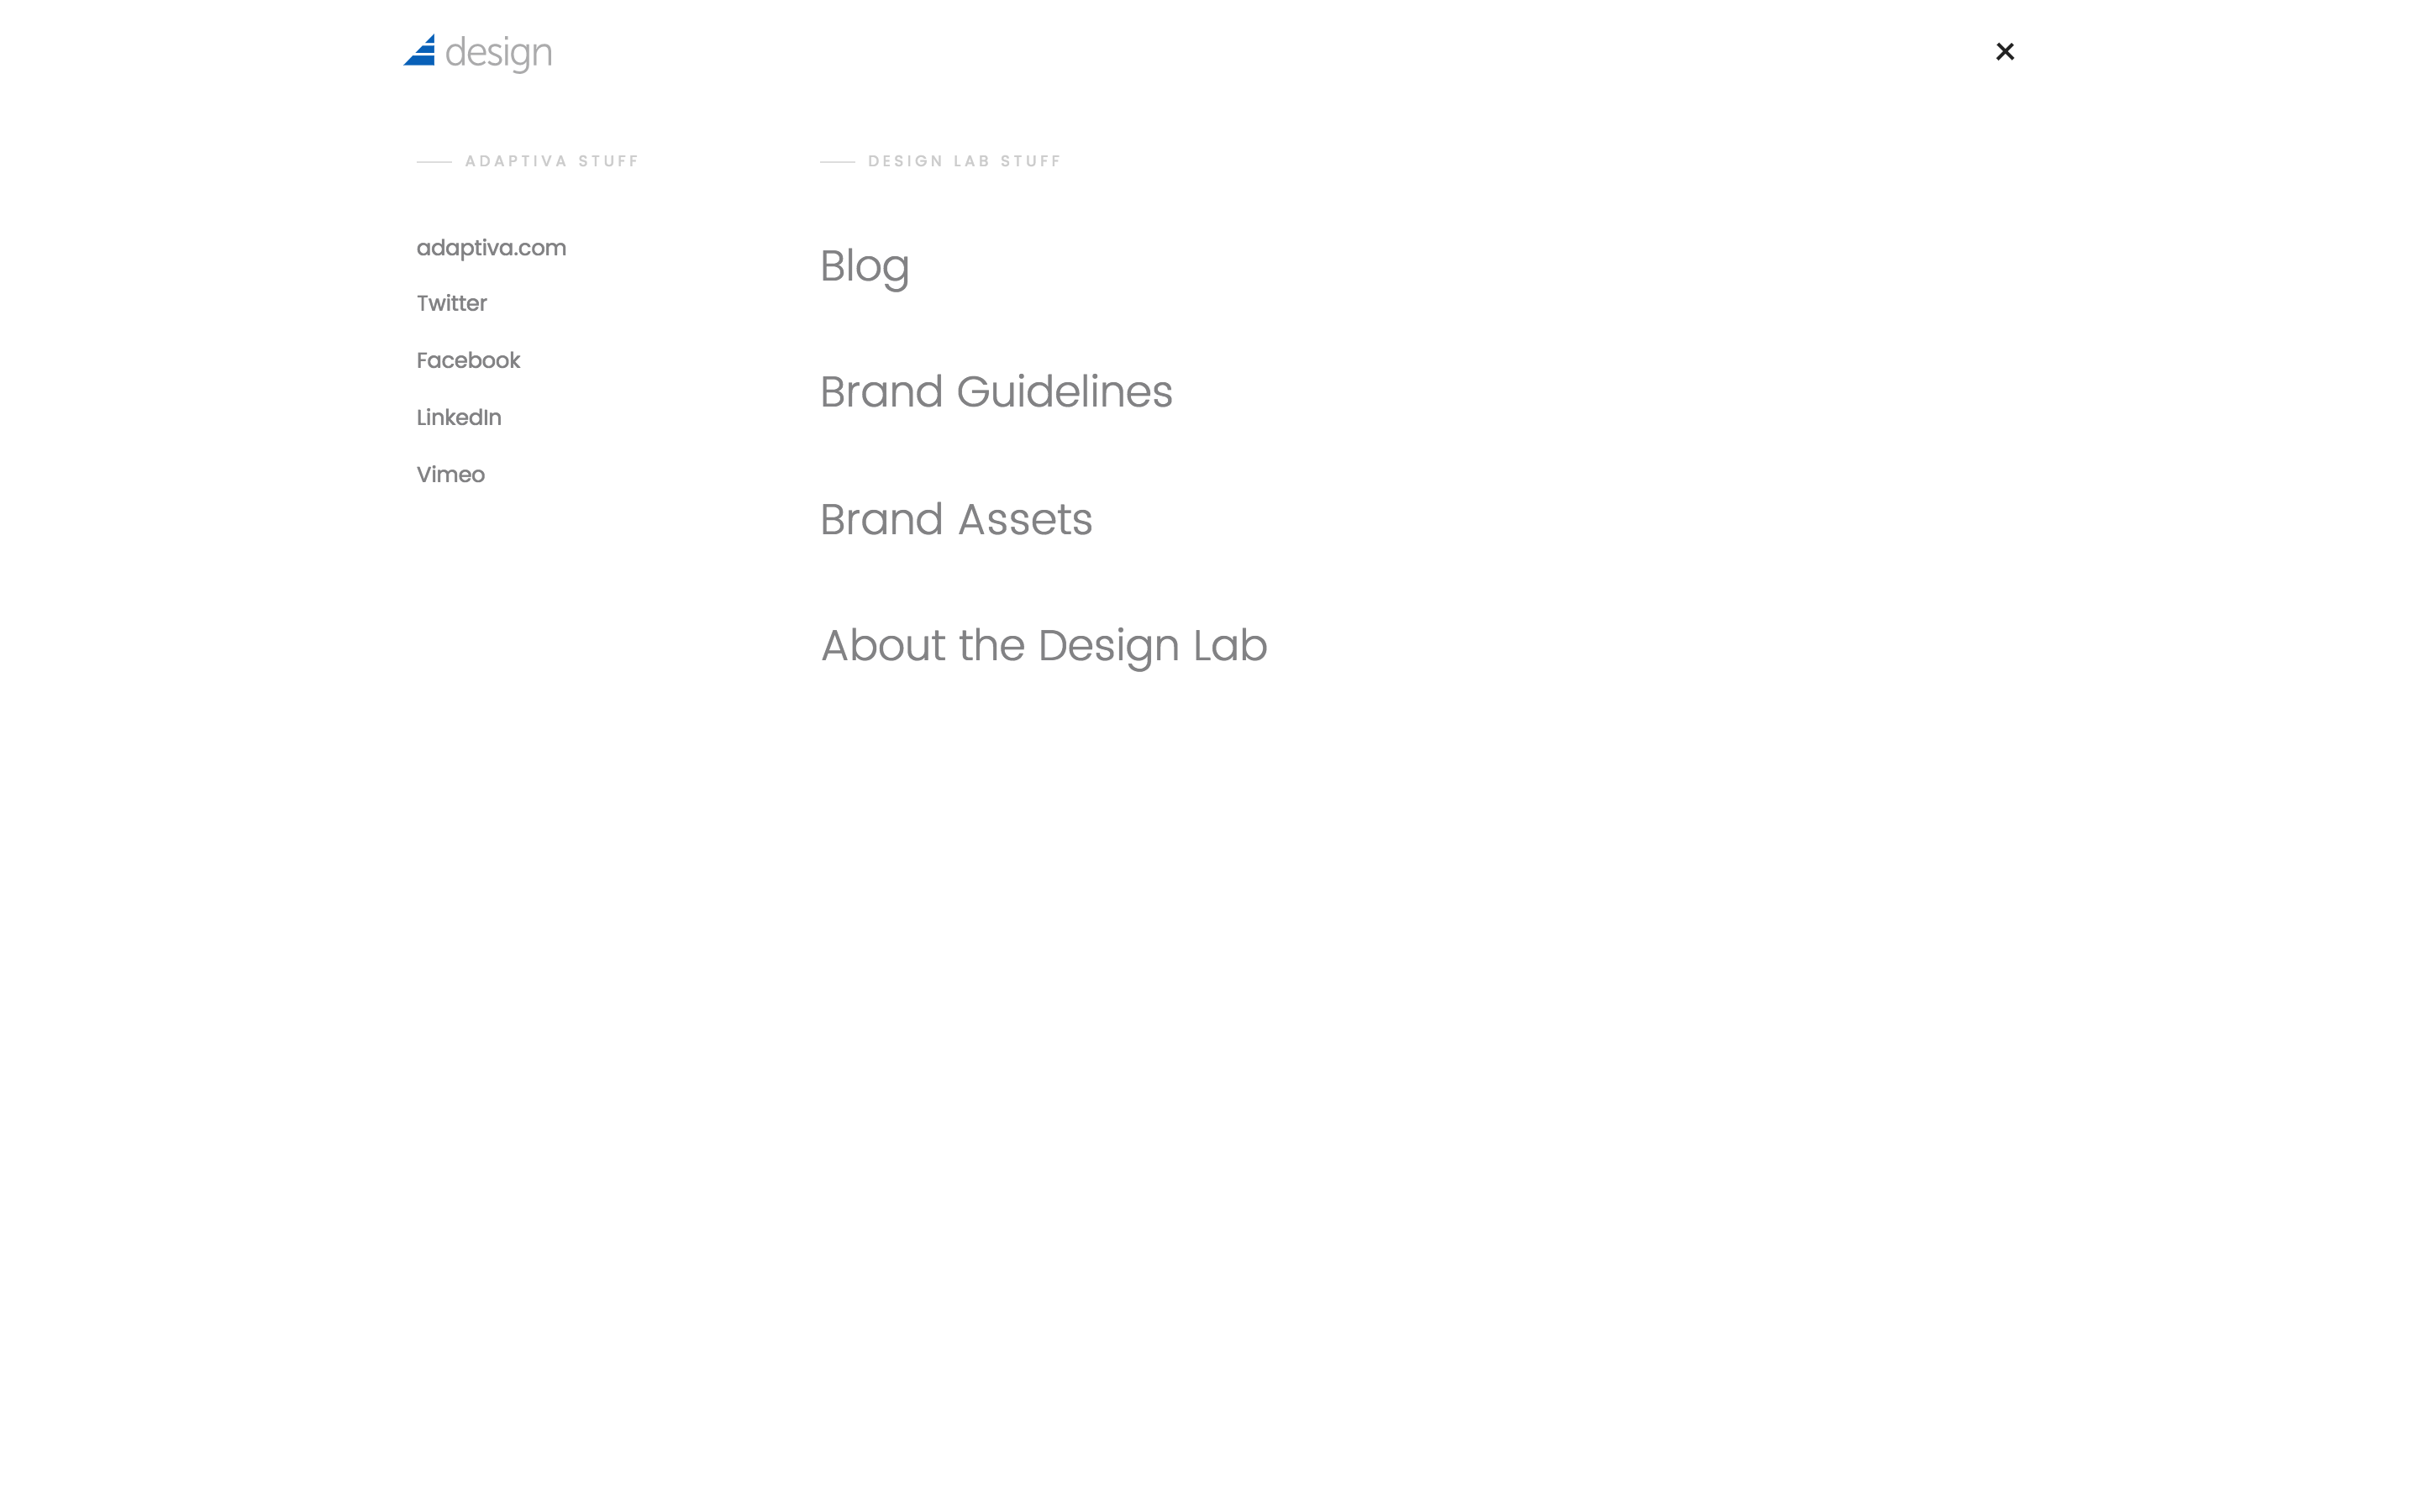 design
ADAPTIVA STUFF
adaptiva.com
Twitter
Facebook
LinkedIn
Vimeo
DESIGN LAB STUFF
Blog
Brand Guidelines
Brand Assets
About the Design Lab